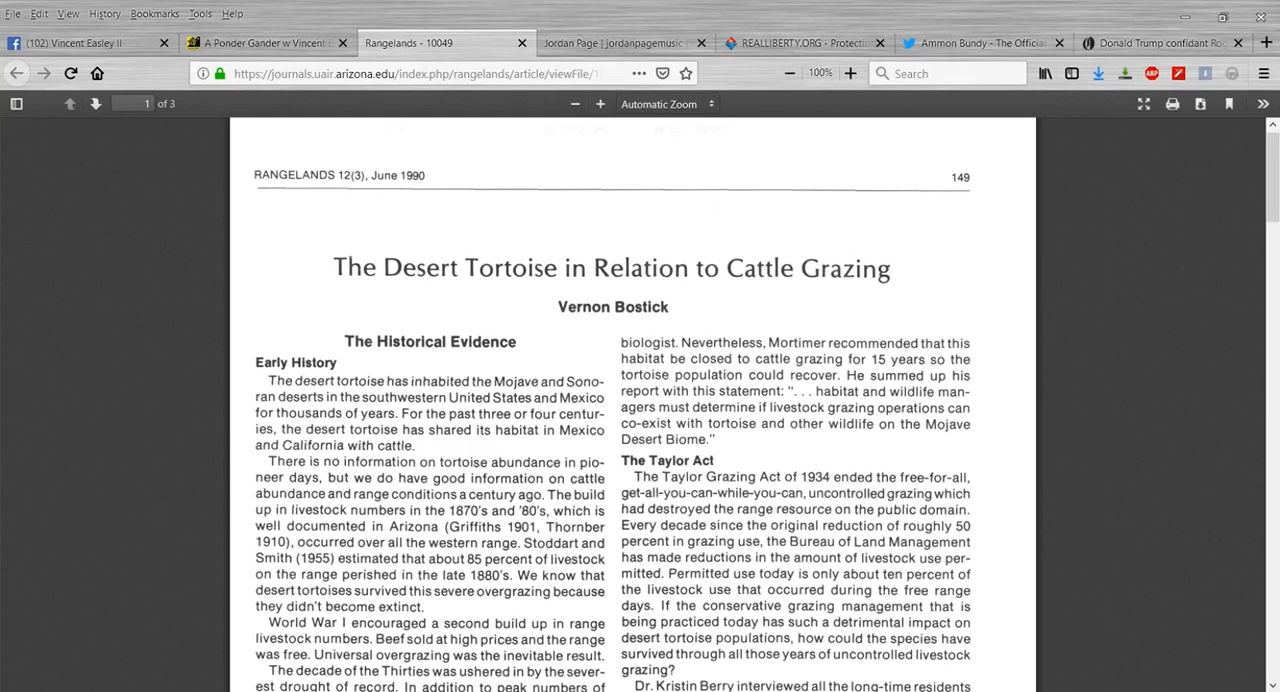 File Edit View History Bookmarks Tools Help
(102) Vincent Easley II
A Ponder Gander w Vincent
Rangelands - 10049
Jordan Page | jordanpagemusic
REALLIBERTY.ORG - Protectin
Ammon Bundy - The Official
Donald Trump confidant Rog
https://journals.uair.arizona.edu/index.php/rangelands/article/viewFile/1
100%
Search
ABP
1 of 3
Automatic Zoom
RANGELANDS 12(3), June 1990
149
The Desert Tortoise in Relation to Cattle Grazing
Vernon Bostick
The Historical Evidence
Early History
The desert tortoise has inhabited the Mojave and Sono-
ran deserts in the southwestern United States and Mexico
for thousands of years. For the past three or four centur-
ies, the desert tortoise has shared its habitat in Mexico
and California with cattle.
There is no information on tortoise abundance in pio-
neer days, but we do have good information on cattle
abundance and range conditions a century ago. The build
up in livestock numbers in the 1870's and '80's, which is
well documented in Arizona (Griffiths 1901, Thornber
1910), occurred over all the western range. Stoddart and
Smith (1955) estimated that about 85 percent of livestock
on the range perished in the late 1880's. We know that
desert tortoises survived this severe overgrazing because
they didn't become extinct.
World War I encouraged a second build up in range
livestock numbers. Beef sold at high prices and the range
was free. Universal overgrazing was the inevitable result.
The decade of the Thirties was ushered in by the sever-
est drought of record. In addition to peak numbers of
biologist. Nevertheless, Mortimer recommended that this
habitat be closed to cattle grazing for 15 years so the
tortoise population could recover. He summed up his
report with this statement: ". . . habitat and wildlife man-
agers must determine if livestock grazing operations can
co-exist with tortoise and other wildlife on the Mojave
Desert Biome."
The Taylor Act
The Taylor Grazing Act of 1934 ended the free-for-all,
get-all-you-can-while-you-can, uncontrolled grazing which
had destroyed the range resource on the public domain.
Every decade since the original reduction of roughly 50
percent in grazing use, the Bureau of Land Management
has made reductions in the amount of livestock use per-
mitted. Permitted use today is only about ten percent of
the livestock use that occurred during the free range
days. If the conservative grazing management that is
being practiced today has such a detrimental impact on
desert tortoise populations, how could the species have
survived through all those years of uncontrolled livestock
grazing?
Dr. Kristin Berry interviewed all the long-time residents